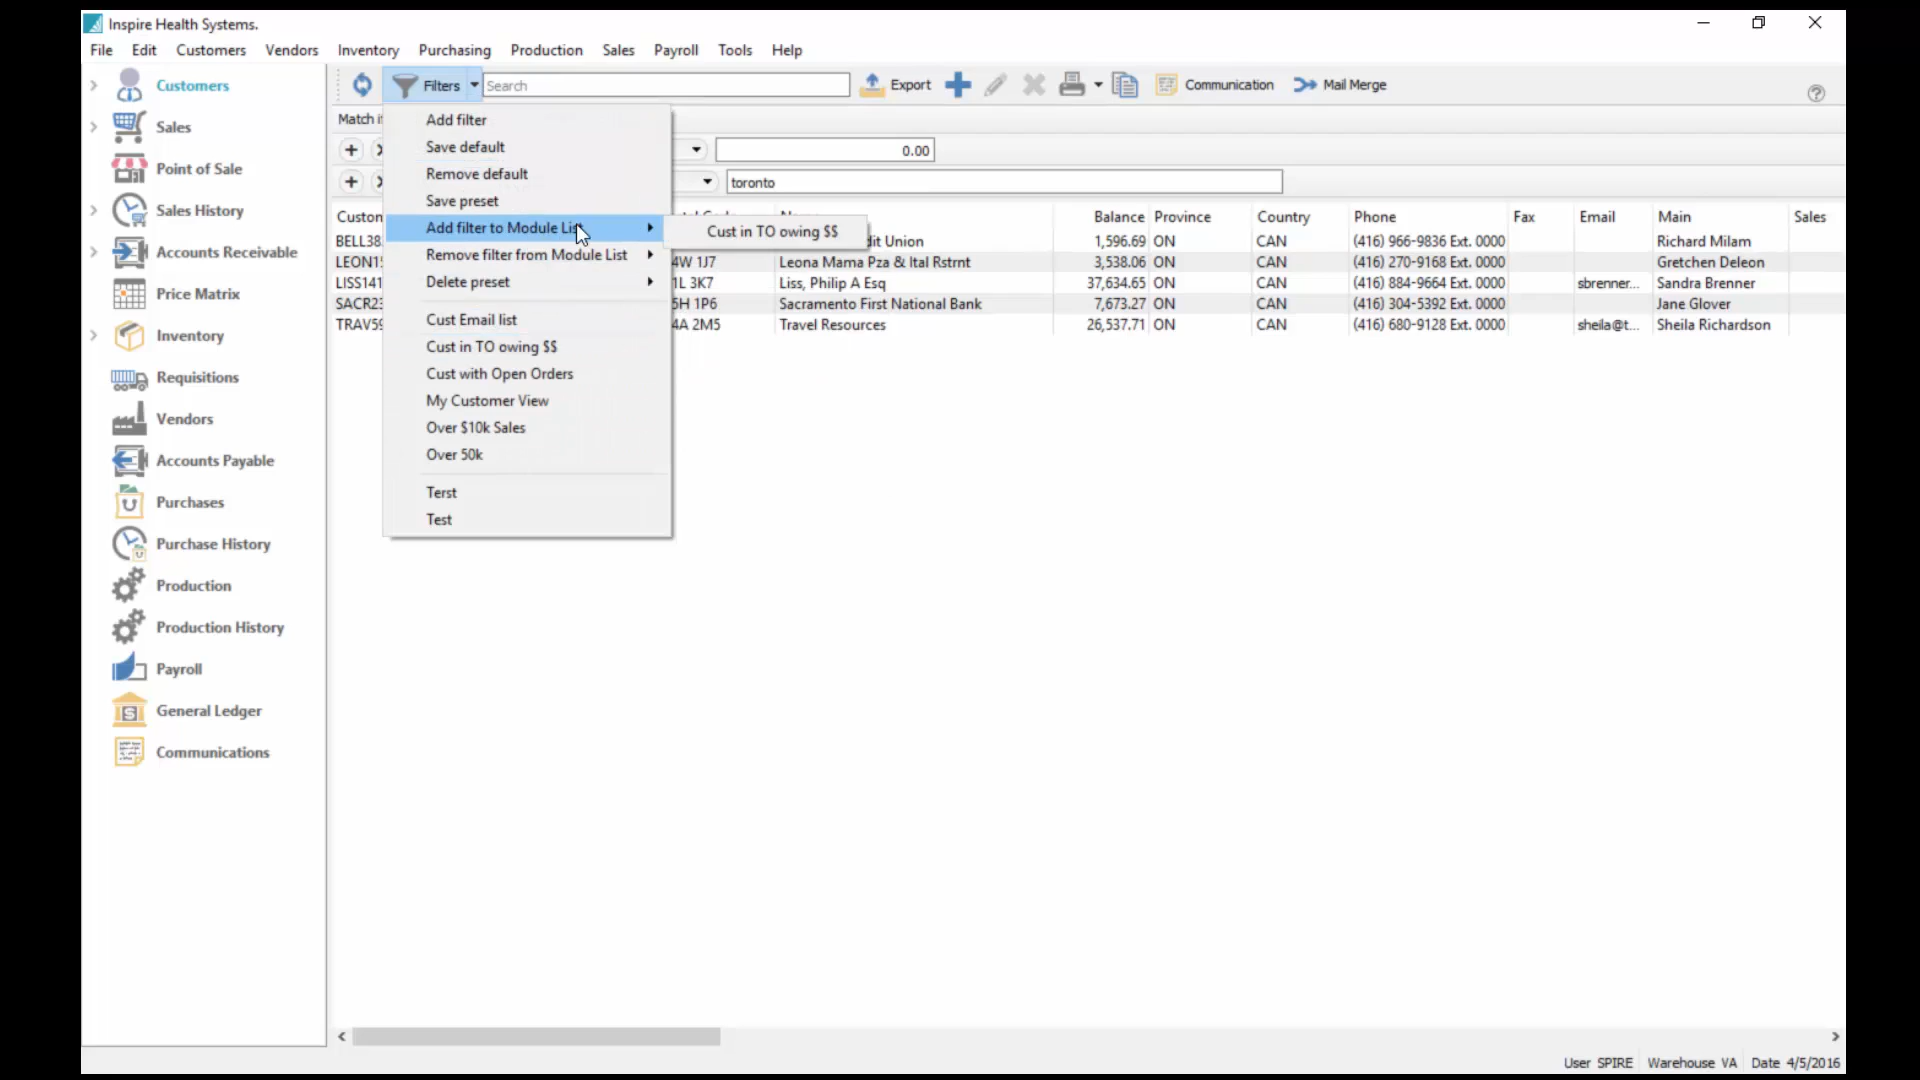 Inspire Health Systems.
File Edit Customers Vendors Inventory Purchasing Production Sales Payroll Tools Help
Customers
Sales
Point of Sale
Sales History
Accounts Receivable
Price Matrix
Inventory
Requisitions
Vendors
Accounts Payable
Purchases
Purchase History
Production
Production History
Payroll
General Ledger
Communications
Filters Search Export Communication Mail Merge
Match
0.00
toronto
Add filter
Save default
Remove default
Save preset
Add filter to Module
Remove filter from Module List
Delete preset
Cust Email list
Cust in TO owing $$
Cust with Open Orders
My Customer View
Over $10k Sales
Over 50k
Terst
Test
Cust in TO owing $$
Balance Province Country Phone Fax Email Main Sales
BELL38 Union 1,596.69 ON CAN (416) 966-9836 Ext. 0000 Richard Milam
LEON1 4W 1J7 Leona Mama Pza & Ital Rstrnt 3,538.06 ON CAN (416) 270-9168 Ext. 0000 Gretchen Deleon
LISS141 1L 3K7 Liss, Philip A Esq 37,634.65 ON CAN (416) 884-9664 Ext. 0000 sbrenner... Sandra Brenner
SACR23 5H 1P6 Sacramento First National Bank 7,673.27 ON CAN (416) 304-5392 Ext. 0000 Jane Glover
TRAV59 4A 2M5 Travel Resources 26,537.71 ON CAN (416) 680-9128 Ext. 0000 sheila@t... Sheila Richardson
User SPIRE Warehouse VA Date 4/5/2016